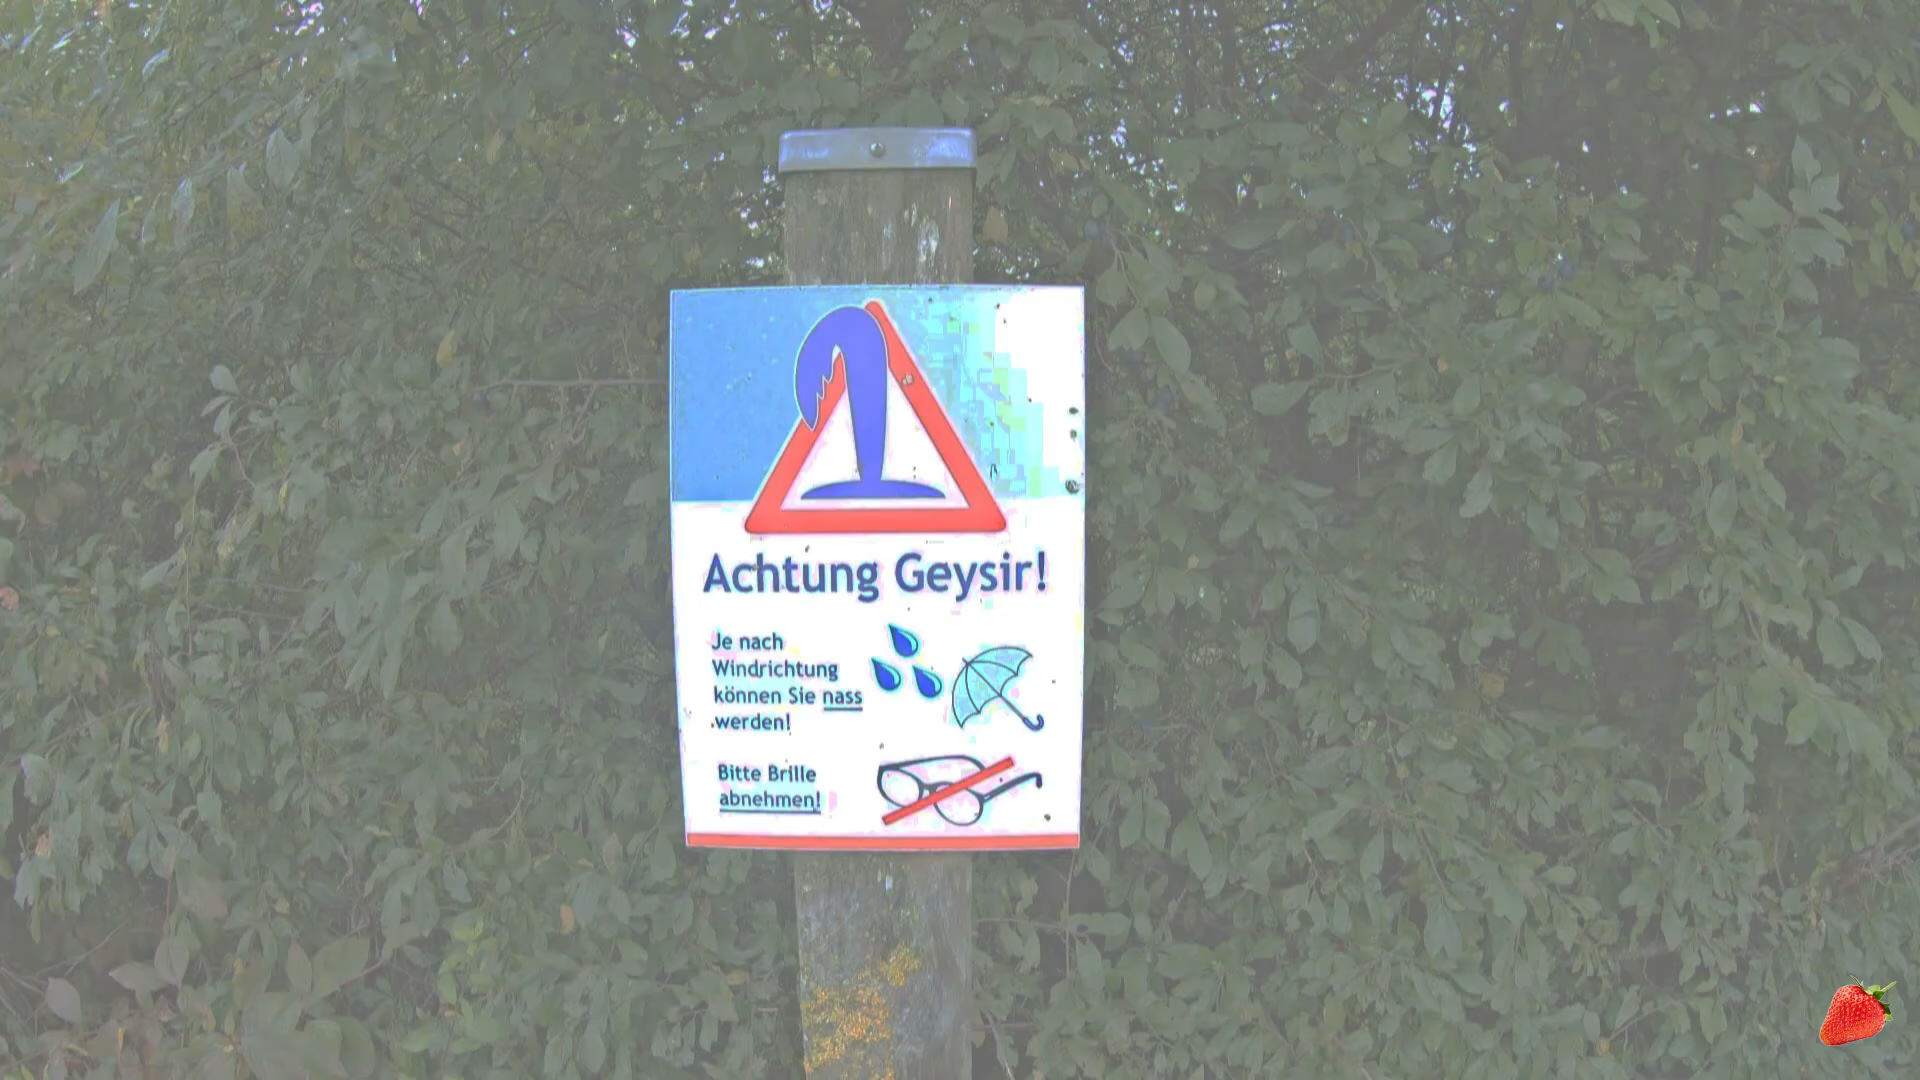 Achtung Geysir!
Je nach
Windrichtung
können Sie nass
werden!
Bitte Brille
abnehmen!